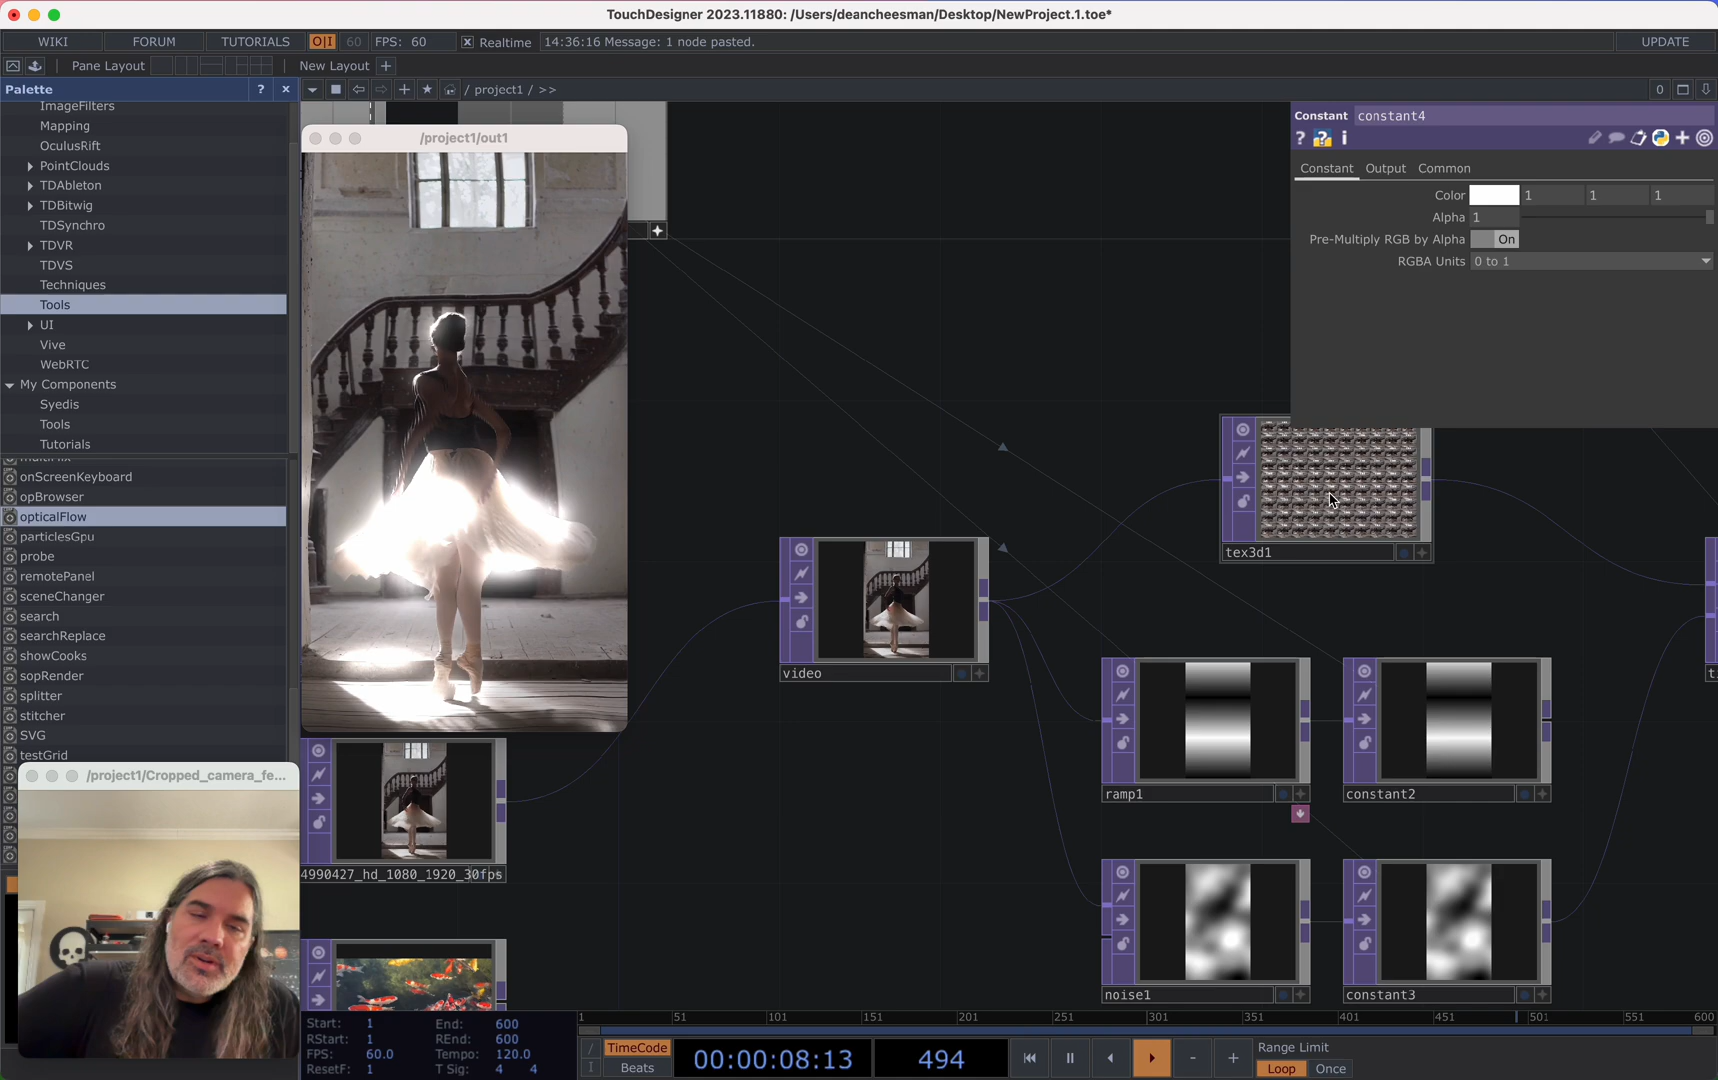 TouchDesigner 2023.11880: /Users/deancheesman/Desktop/NewProject.1.toe*
WIKI FORUM TUTORIALS O|I 60 FPS: 60 Realtime 14:36:16 Message: 1 node pasted. UPDATE
Pane Layout New Layout +
Palette ? ×
/ project1 / >> 0
ImageFilters
Mapping
OculusRift
PointClouds
TDAbleton
TDBitwig
TDSynchro
TDVR
TDVS
Techniques
Tools
UI
Vive
WebRTC
My Components
Syedis
Tools
Tutorials
onScreenKeyboard
opBrowser
opticalFlow
particlesGpu
probe
remotePanel
sceneChanger
search
searchReplace
showCooks
sopRender
splitter
stitcher
SVG
testGrid
/project1/out1
/project1/Cropped_camera_fe...
Constant constant4
? ? i
Constant Output Common
Color 1 1 1
Alpha 1
Pre-Multiply RGB by Alpha On
RGBA Units 0 to 1
tex3d1
video
ramp1
constant2
4990427_hd_1080_1920_30fps
noise1
constant3
Start: 1 End: 600
RStart: 1 REnd: 600
FPS: 60.0 Tempo: 120.0
ResetF: 1 T Sig: 4 4
1 51 101 151 201 251 301 351 401 451 501 551 600
TimeCode
Beats
00:00:08:13
494
- +
Range Limit
Loop Once